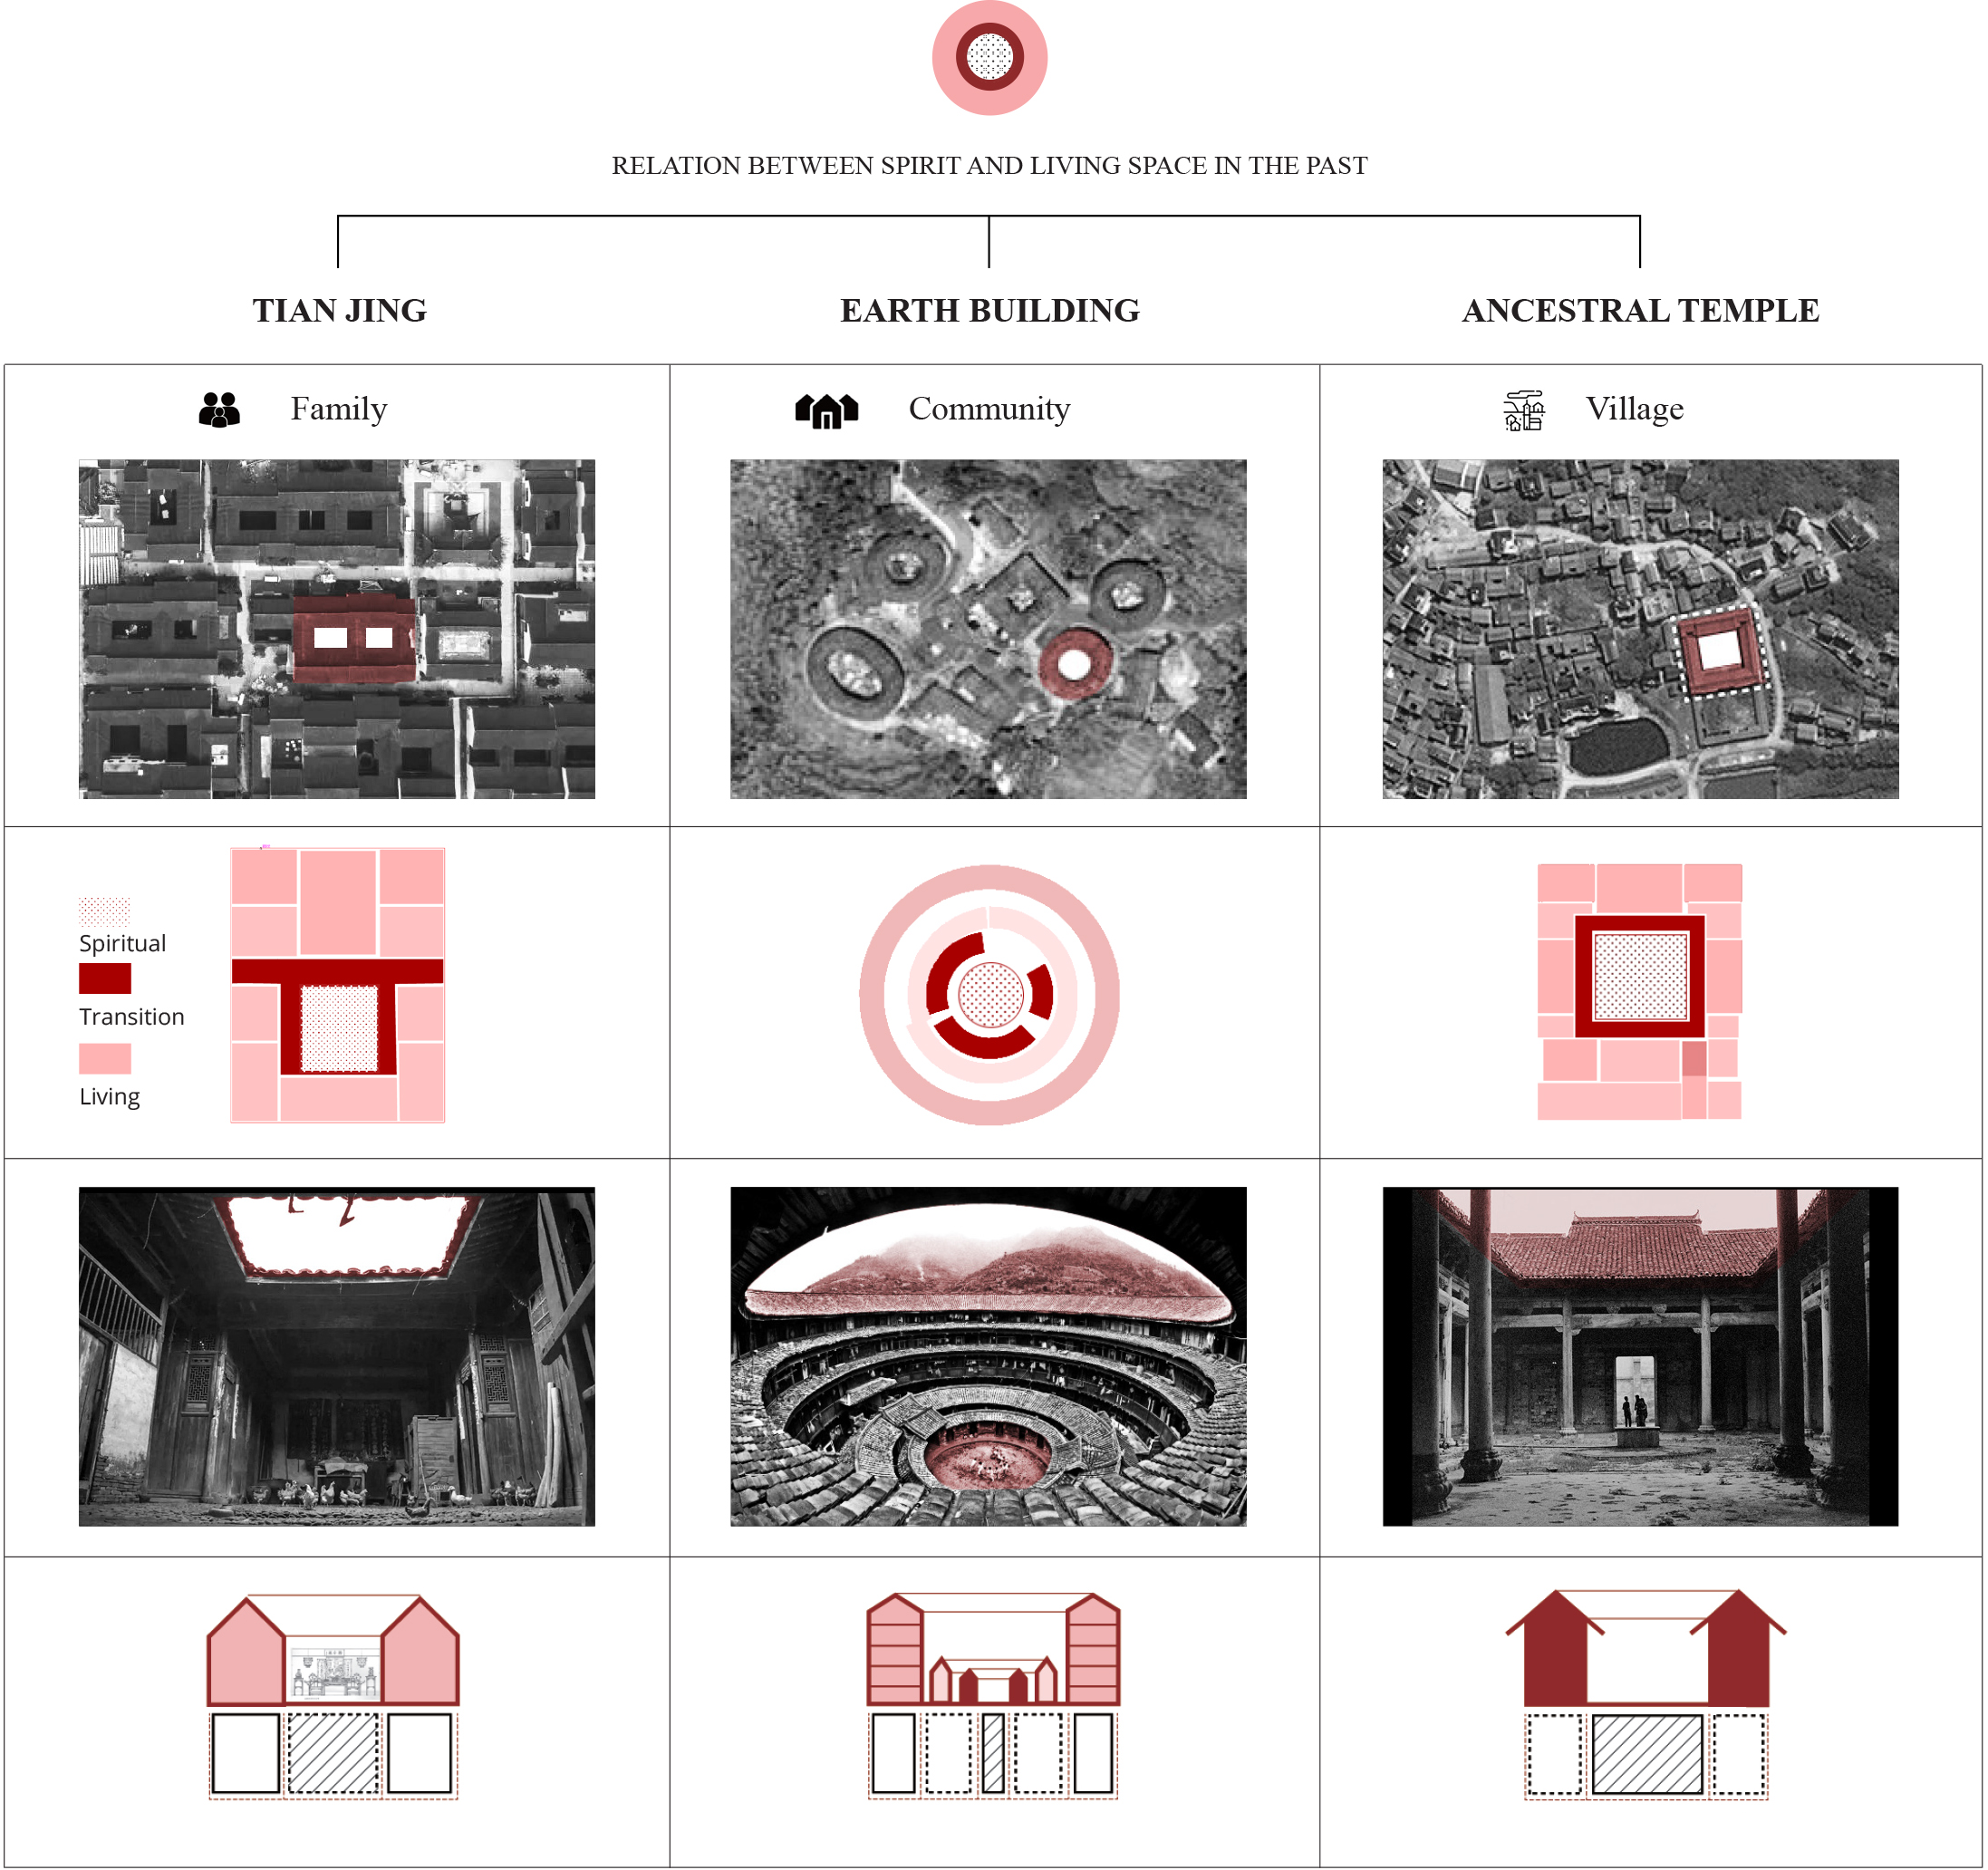 RELATION BETWEEN SPIRIT AND LIVING SPACE IN THE PAST
TIAN JING
EARTH BUILDING
ANCESTRAL TEMPLE
Family
Community
Village
Spiritual
Transition
Living